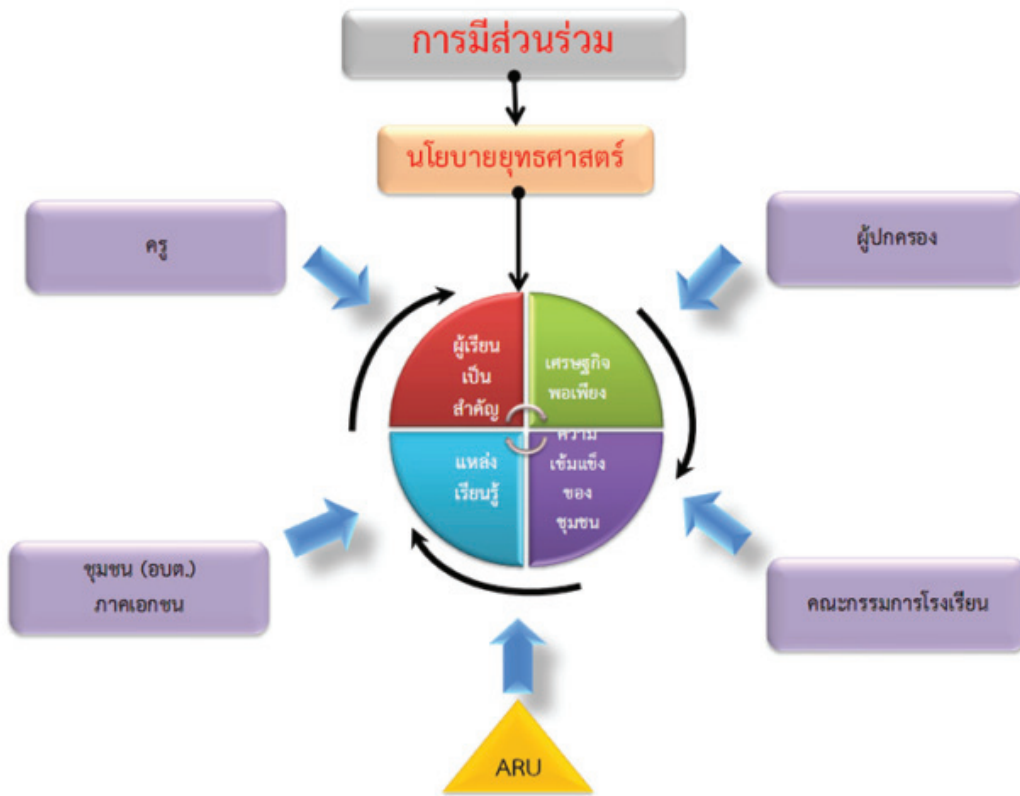 การมีส่วนร่วม
นโยบายยุทธศาสตร์
ครู
ผู้ปกครอง
ผู้เรียน
เป็น
สำคัญ
เศรษฐกิจ
พอเพียง
แหล่ง
เรียนรู้
ความ
เข้มแข็ง
ของ
ชุมชน
ชุมชน (อบต.)
ภาคเอกชน
คณะกรรมการโรงเรียน
ARU